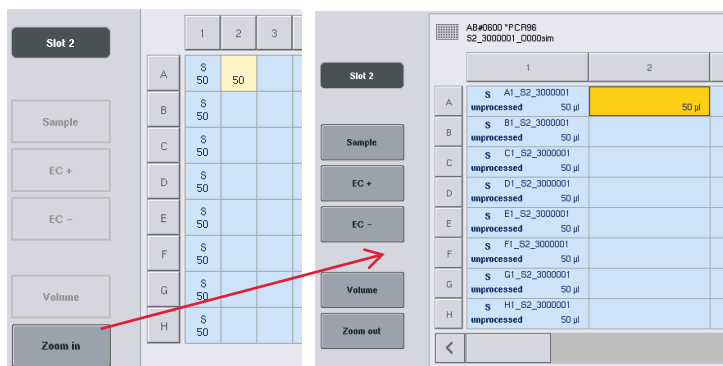 Slot 2
Sample
EC +
EC -
Volume
Zoom in
1 2 3
A S 50 50
B S 50
C S 50
D S 50
E S 50
F S 50
G S 50
H S 50
AB#0600 *PCR96
S2_3000001_0000sim
Slot 2
Sample
EC +
EC -
Volume
Zoom out
1 2
A S A1_S2_3000001
unprocessed 50 µl 50 µl
B S B1_S2_3000001
unprocessed 50 µl
C S C1_S2_3000001
unprocessed 50 µl
D S D1_S2_3000001
unprocessed 50 µl
E S E1_S2_3000001
unprocessed 50 µl
F S F1_S2_3000001
unprocessed 50 µl
G S G1_S2_3000001
unprocessed 50 µl
H S H1_S2_3000001
unprocessed 50 µl